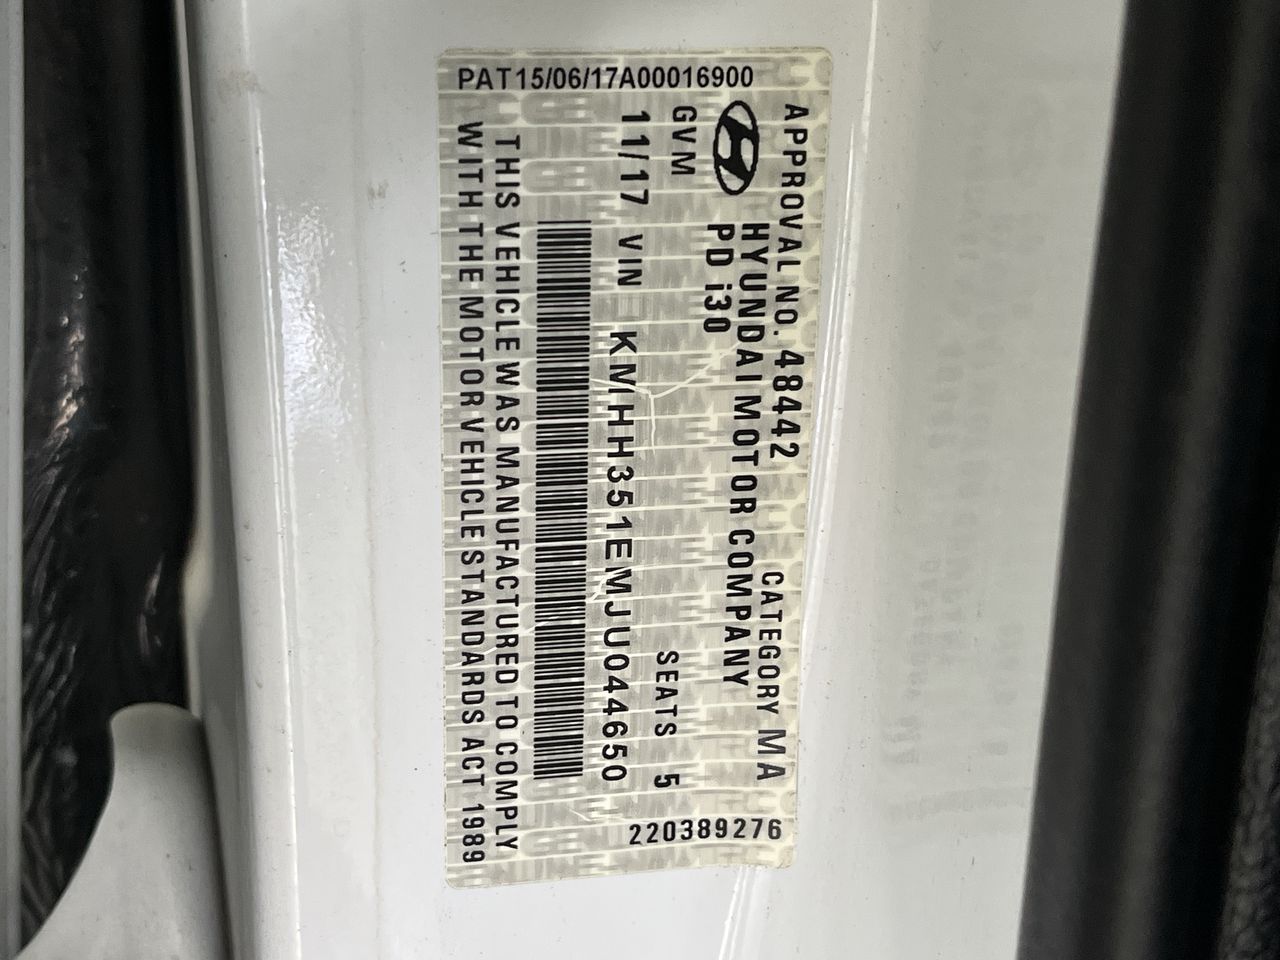 PAT15/06/17A00016900
APPROVAL NO. 48442 CATEGORY MA
HYUNDAI MOTOR COMPANY
PD i30
GVM SEATS 5
11/17 VIN KMHH351EMJU044650
THIS VEHICLE WAS MANUFACTURED TO COMPLY
WITH THE MOTOR VEHICLE STANDARDS ACT 1989
220389276